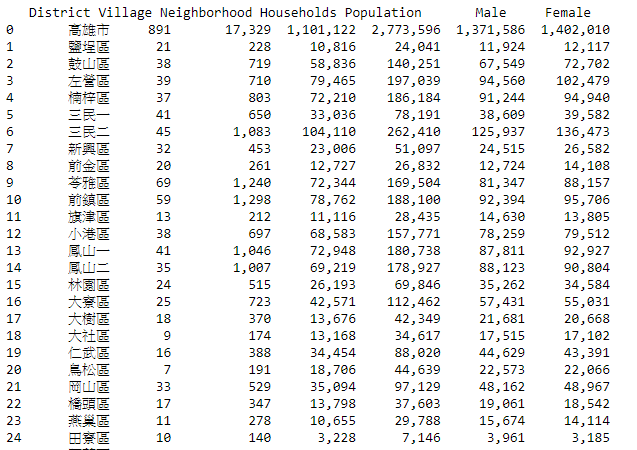 District Village Neighborhood Households Population Male Female
0 高雄市 891 17,329 1,101,122 2,773,596 1,371,586 1,402,010
1 鹽埕區 21 228 10,816 24,041 11,924 12,117
2 鼓山區 38 719 58,836 140,251 67,549 72,702
3 左營區 39 710 79,465 197,039 94,560 102,479
4 楠梓區 37 803 72,210 186,184 91,244 94,940
5 三民一 41 650 33,036 78,191 38,609 39,582
6 三民二 45 1,083 104,110 262,410 125,937 136,473
7 新興區 32 453 23,006 51,097 24,515 26,582
8 前金區 20 261 12,727 26,832 12,724 14,108
9 苓雅區 69 1,240 72,344 169,504 81,347 88,157
10 前鎮區 59 1,298 78,762 188,100 92,394 95,706
11 旗津區 13 212 11,116 28,435 14,630 13,805
12 小港區 38 697 68,583 157,771 78,259 79,512
13 鳳山一 41 1,046 72,948 180,738 87,811 92,927
14 鳳山二 35 1,007 69,219 178,927 88,123 90,804
15 林園區 24 515 26,193 69,846 35,262 34,584
16 大寮區 25 723 42,571 112,462 57,431 55,031
17 大樹區 18 370 13,676 42,349 21,681 20,668
18 大社區 9 174 13,168 34,617 17,515 17,102
19 仁武區 16 388 34,454 88,020 44,629 43,391
20 鳥松區 7 191 18,706 44,639 22,573 22,066
21 岡山區 33 529 35,094 97,129 48,162 48,967
22 橋頭區 17 347 13,798 37,603 19,061 18,542
23 燕巢區 11 278 10,655 29,788 15,674 14,114
24 田寮區 10 140 3,228 7,146 3,961 3,185